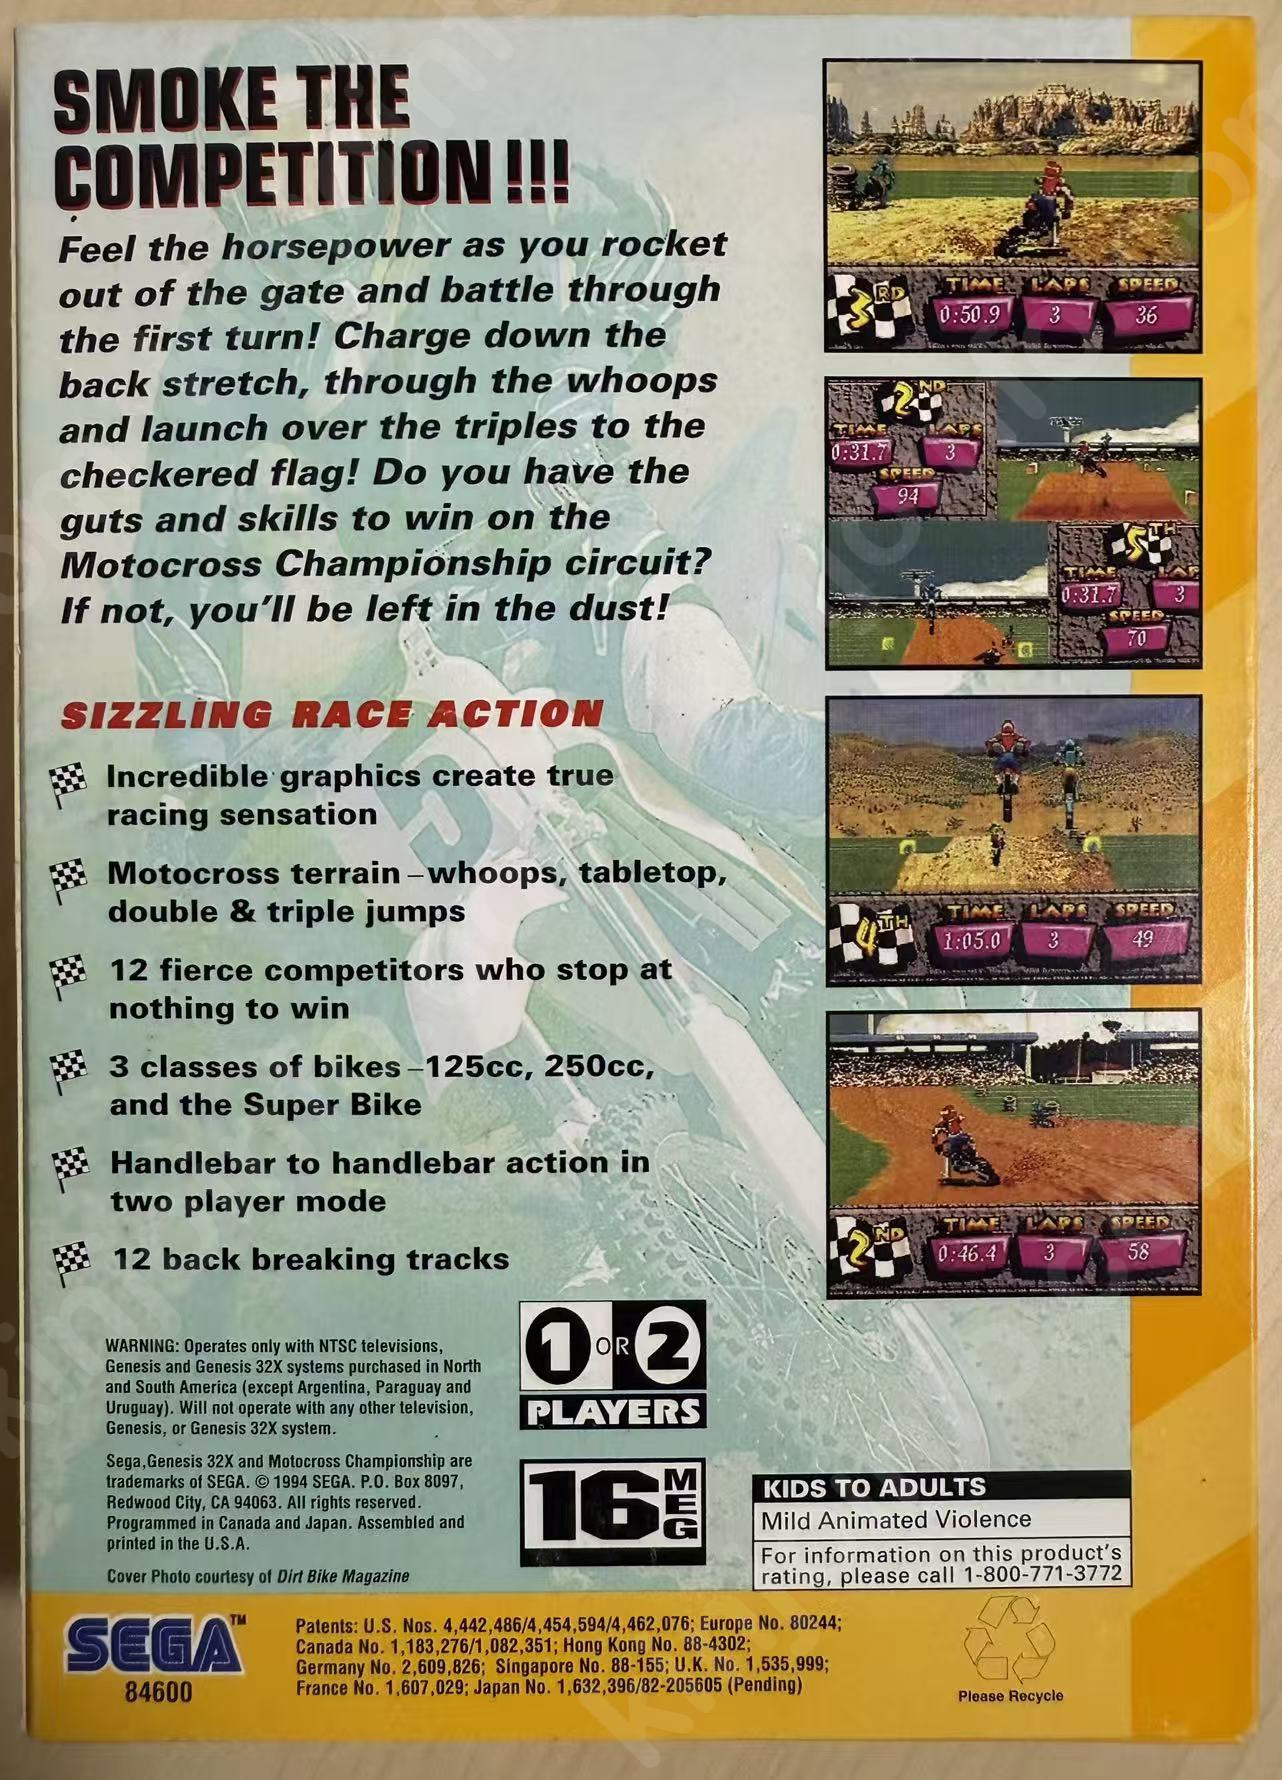 SMOKE THE
COMPETITION!!!
Feel the horsepower as you rocket
out of the gate and battle through
the first turn! Charge down the
back stretch, through the whoops
and launch over the triples to the
checkered flag! Do you have the
guts and skills to win on the
Motocross Championship circuit?
If not, you'll be left in the dust!
SIZZLING RACE ACTION
Incredible graphics create true
racing sensation
Motocross terrain–whoops, tabletop,
double & triple jumps
12 fierce competitors who stop at
nothing to win
3 classes of bikes–125cc, 250cc,
and the Super Bike
Handlebar to handlebar action in
two player mode
12 back breaking tracks
3RD TIME LAPS SPEED
0:50.9 3 36
2ND
TIME LAPS
0:31.7 3
SPEED
94
5TH
TIME LAP
0:31.7 3
SPEED
70
4TH TIME LAPS SPEED
1:05.0 3 49
2ND TIME LAPS SPEED
0:46.4 3 58
WARNING: Operates only with NTSC televisions,
Genesis and Genesis 32X systems purchased in North
and South America (except Argentina, Paraguay and
Uruguay). Will not operate with any other television,
Genesis, or Genesis 32X system.
Sega,Genesis 32X and Motocross Championship are
trademarks of SEGA. © 1994 SEGA. P.O. Box 8097,
Redwood City, CA 94063. All rights reserved.
Programmed in Canada and Japan. Assembled and
printed in the U.S.A.
Cover Photo courtesy of Dirt Bike Magazine
1 OR 2
PLAYERS
16 MEG
KIDS TO ADULTS
Mild Animated Violence
For information on this product's
rating, please call 1-800-771-3772
SEGA™
84600
Patents: U.S. Nos. 4,442,486/4,454,594/4,462,076; Europe No. 80244;
Canada No. 1,183,276/1,082,351; Hong Kong No. 88-4302;
Germany No. 2,609,826; Singapore No. 88-155; U.K. No. 1,535,999;
France No. 1,607,029; Japan No. 1,632,396/82-205605 (Pending)
Please Recycle